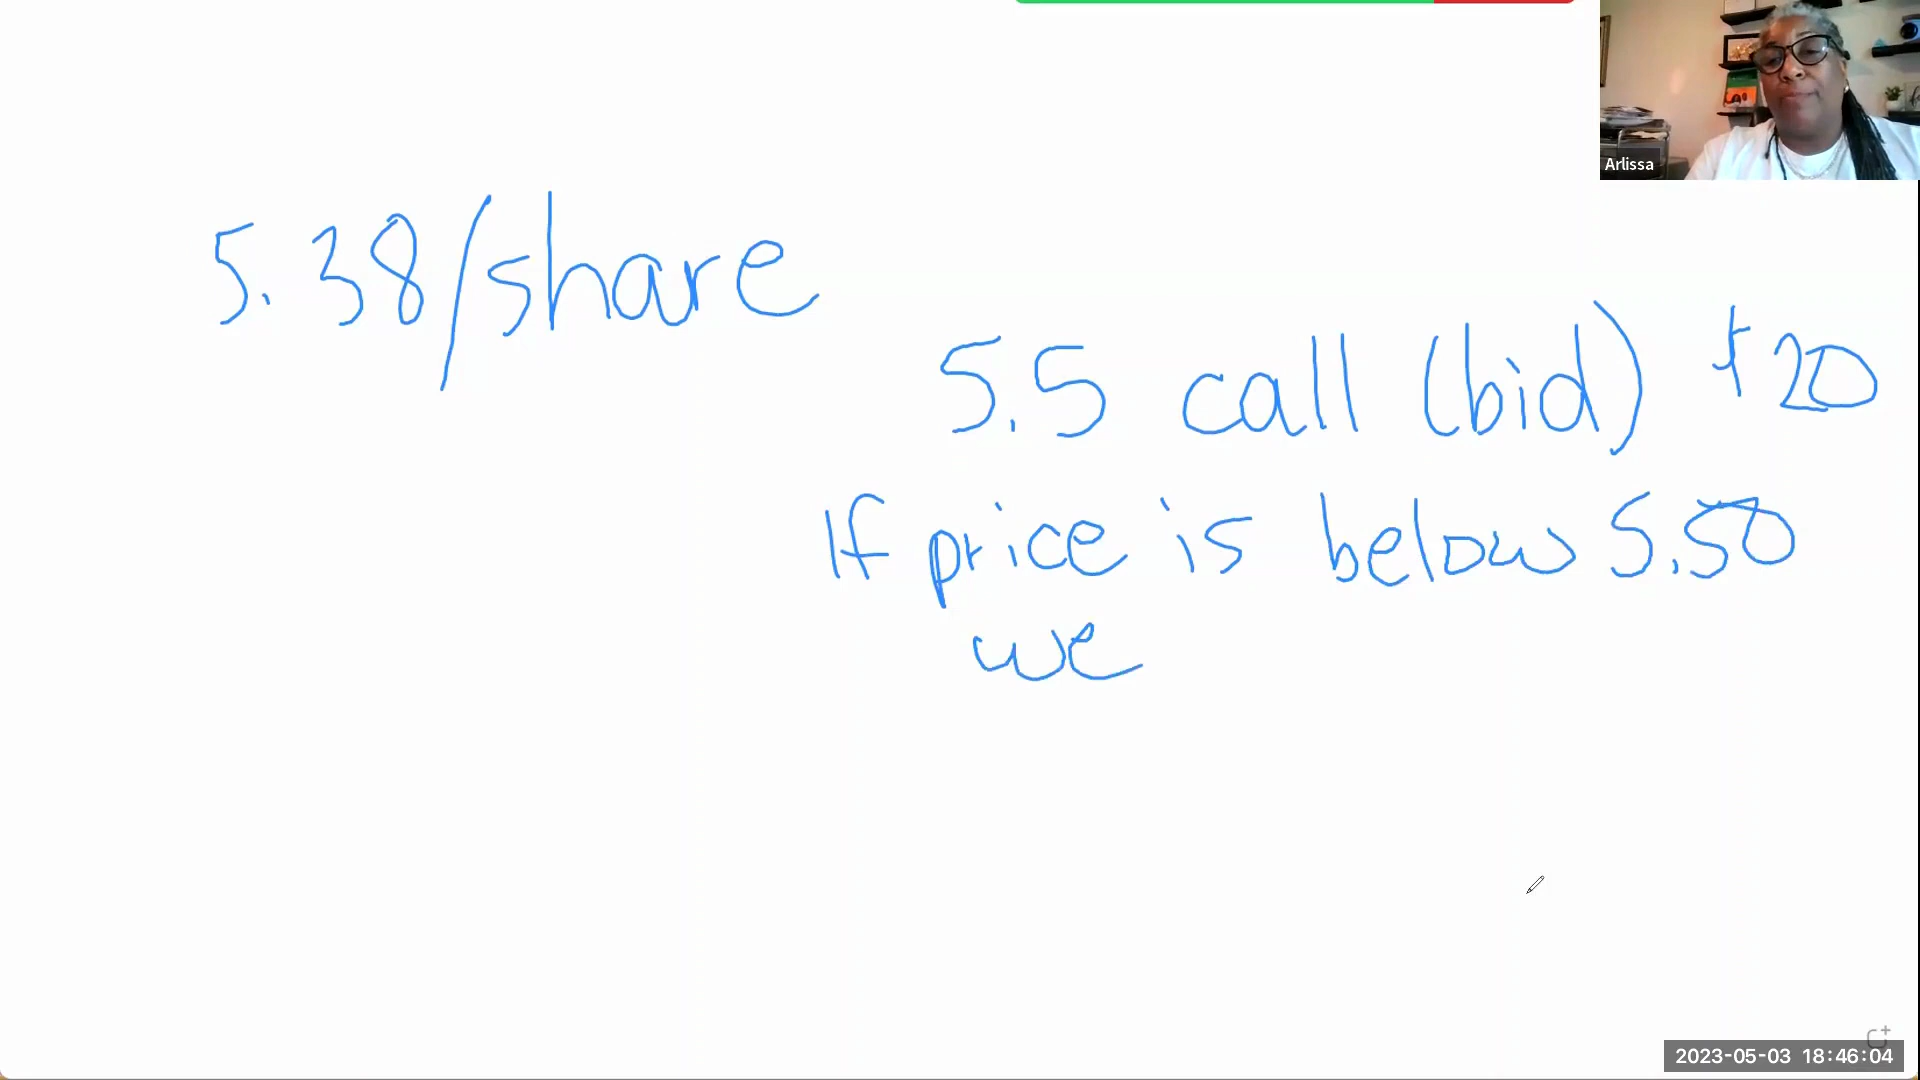 Arlissa
5.38/share
5.5 call (bid) $20
If price is below 5.50
we
2023-05-03 18:46:04